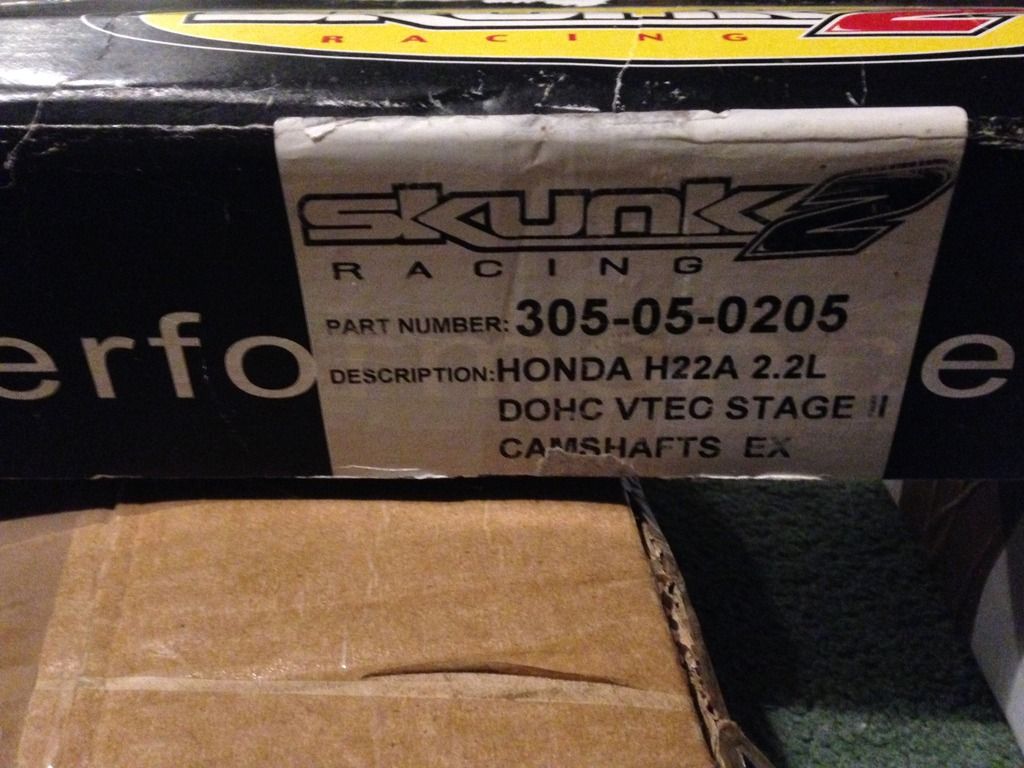 RACING
SKUNK2
RACING
PART NUMBER: 305-05-0205
erfo e
DESCRIPTION: HONDA H22A 2.2L
DOHC VTEC STAGE II
CAMSHAFTS EX